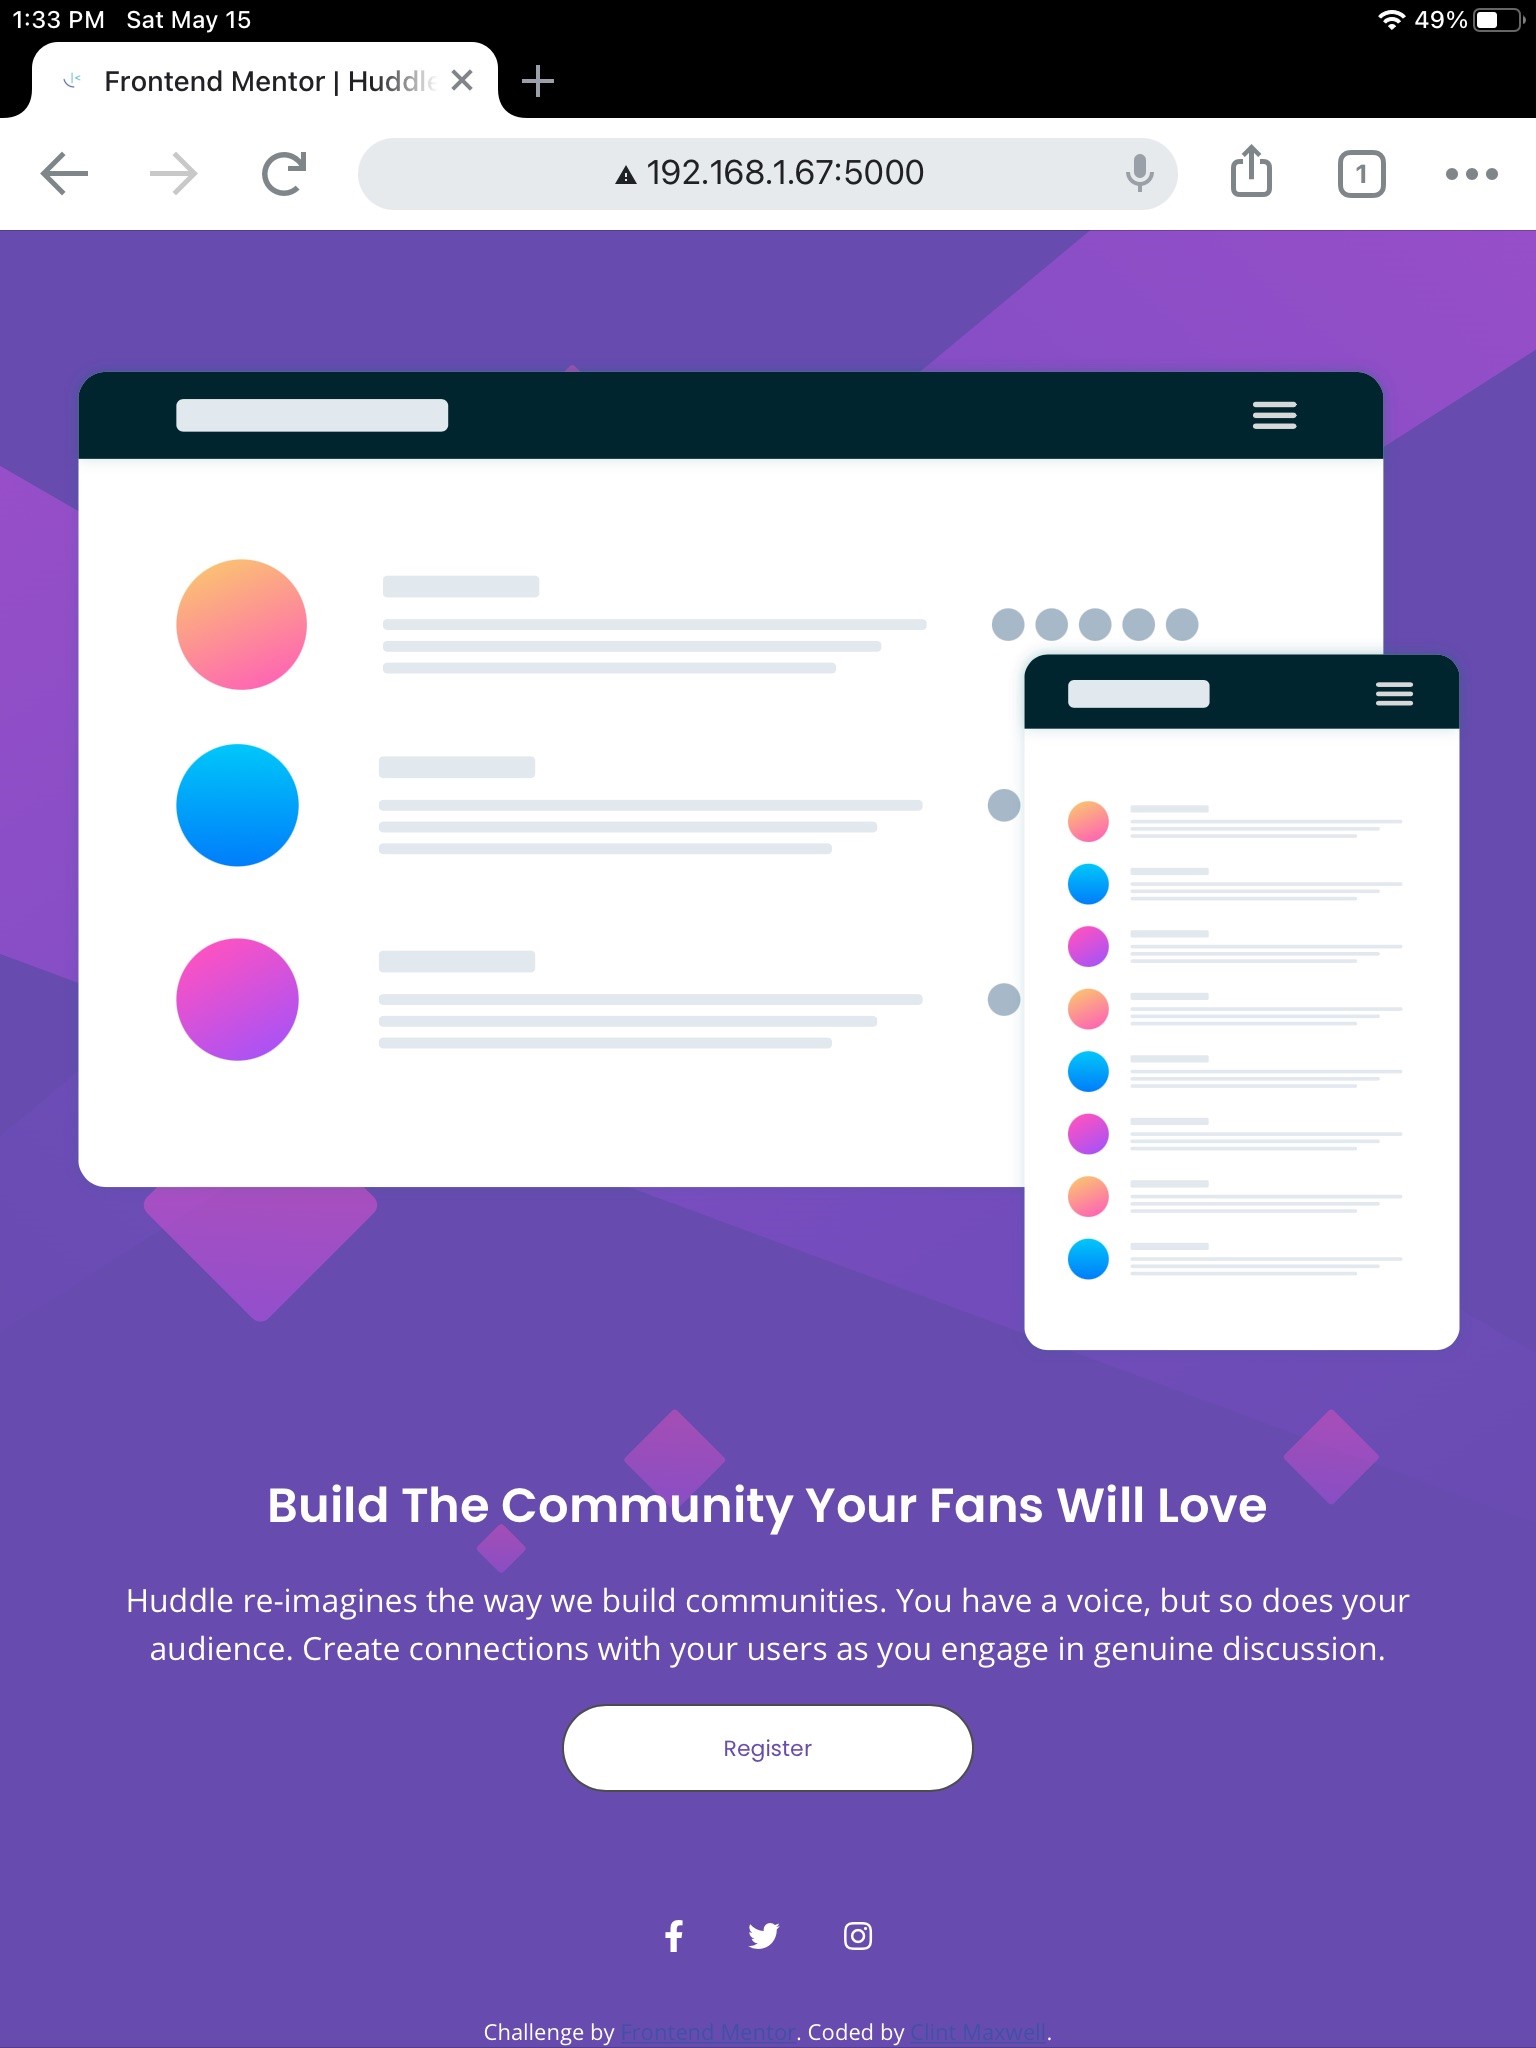 1:33 PM Sat May 15
49%
Frontend Mentor | Huddle
192.168.1.67:5000
1
Build The Community Your Fans Will Love
Huddle re-imagines the way we build communities. You have a voice, but so does your
audience. Create connections with your users as you engage in genuine discussion.
Register
Challenge by Frontend Mentor. Coded by Clint Maxwell.